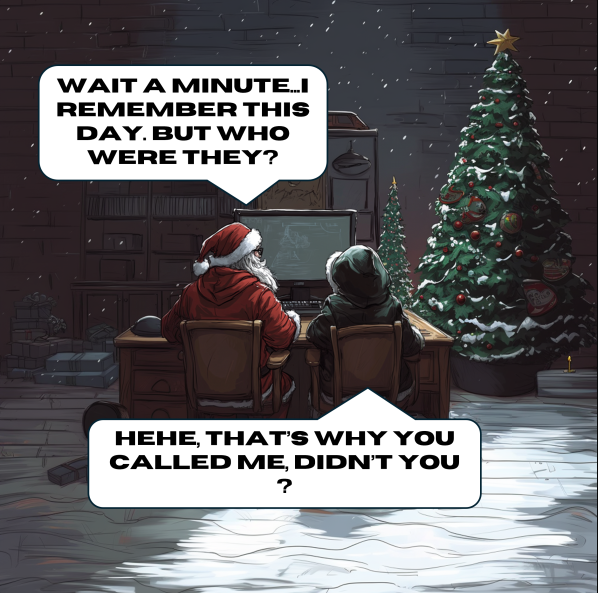 WAIT A MINUTE...I
REMEMBER THIS
DAY. BUT WHO
WERE THEY?
HEHE, THAT'S WHY YOU
CALLED ME, DIDN'T YOU
?